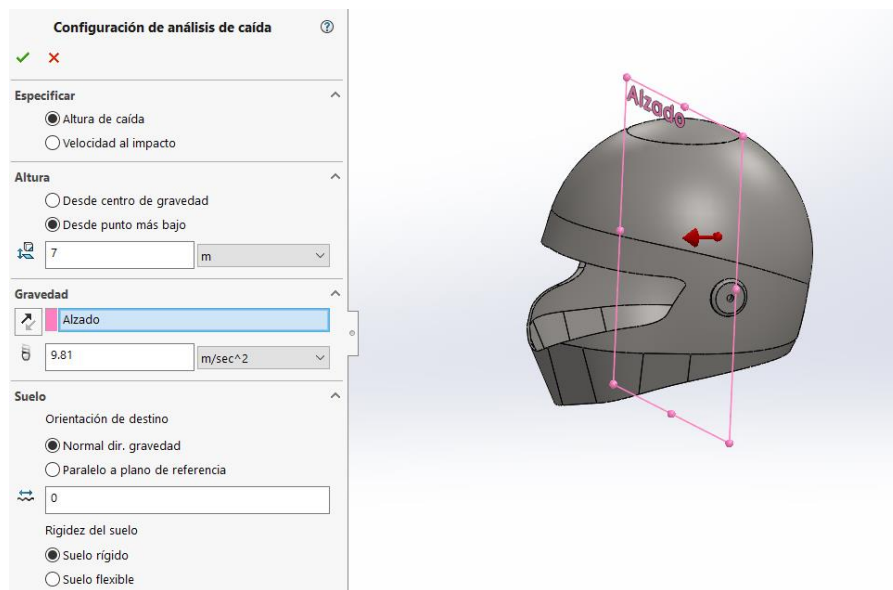 Configuración de análisis de caída
Especificar
Altura de caída
Velocidad al impacto
Altura
Desde centro de gravedad
Desde punto más bajo
7 m
Gravedad
Alzado
9.81 m/sec^2
Suelo
Orientación de destino
Normal dir. gravedad
Paralelo a plano de referencia
0
Rigidez del suelo
Suelo rígido
Suelo flexible
Alzado